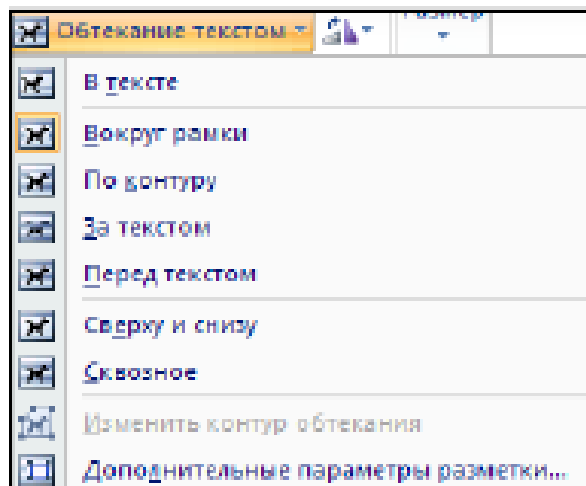 Обтекание текстом
Размер
В тексте
Вокруг рамки
По контуру
За текстом
Перед текстом
Сверху и снизу
Сквозное
Изменить контур обтекания
Дополнительные параметры разметки...